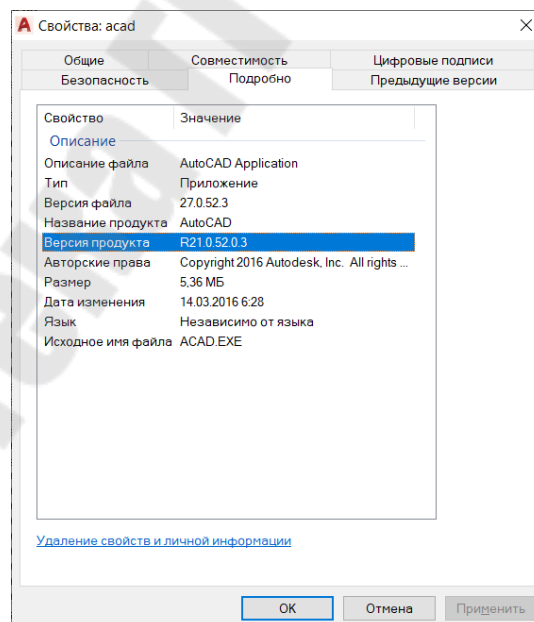 Свойства: acad
Общие Совместимость Цифровые подписи
Безопасность Подробно Предыдущие версии
Свойство Значение
Описание
Описание файла AutoCAD Application
Тип Приложение
Версия файла 27.0.52.3
Название продукта AutoCAD
Версия продукта R21.0.52.0.3
Авторские права Copyright 2016 Autodesk, Inc. All rights ...
Размер 5,36 МБ
Дата изменения 14.03.2016 6:28
Язык Независимо от языка
Исходное имя файла ACAD.EXE
Удаление свойств и личной информации
ОК Отмена Применить